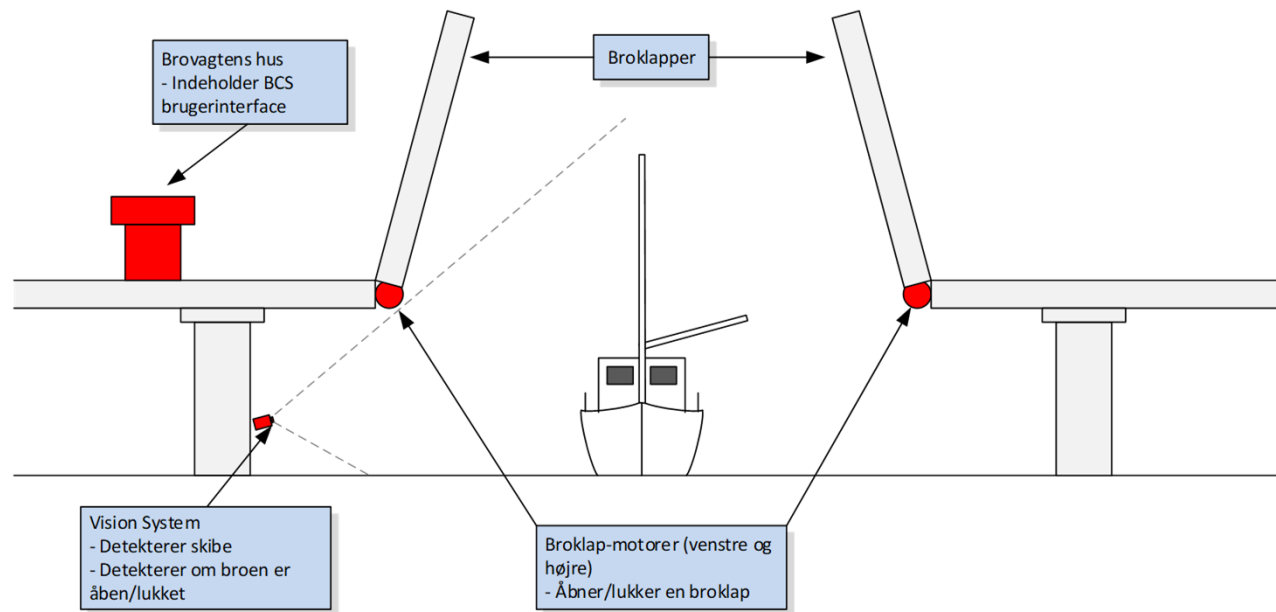 Brovagtens hus
- Indeholder BCS
brugerinterface
Broklapper
Vision System
- Detekterer skibe
- Detekterer om broen er
åben/lukket
Broklap-motorer (venstre og
højre)
- Åbner/lukker en broklap